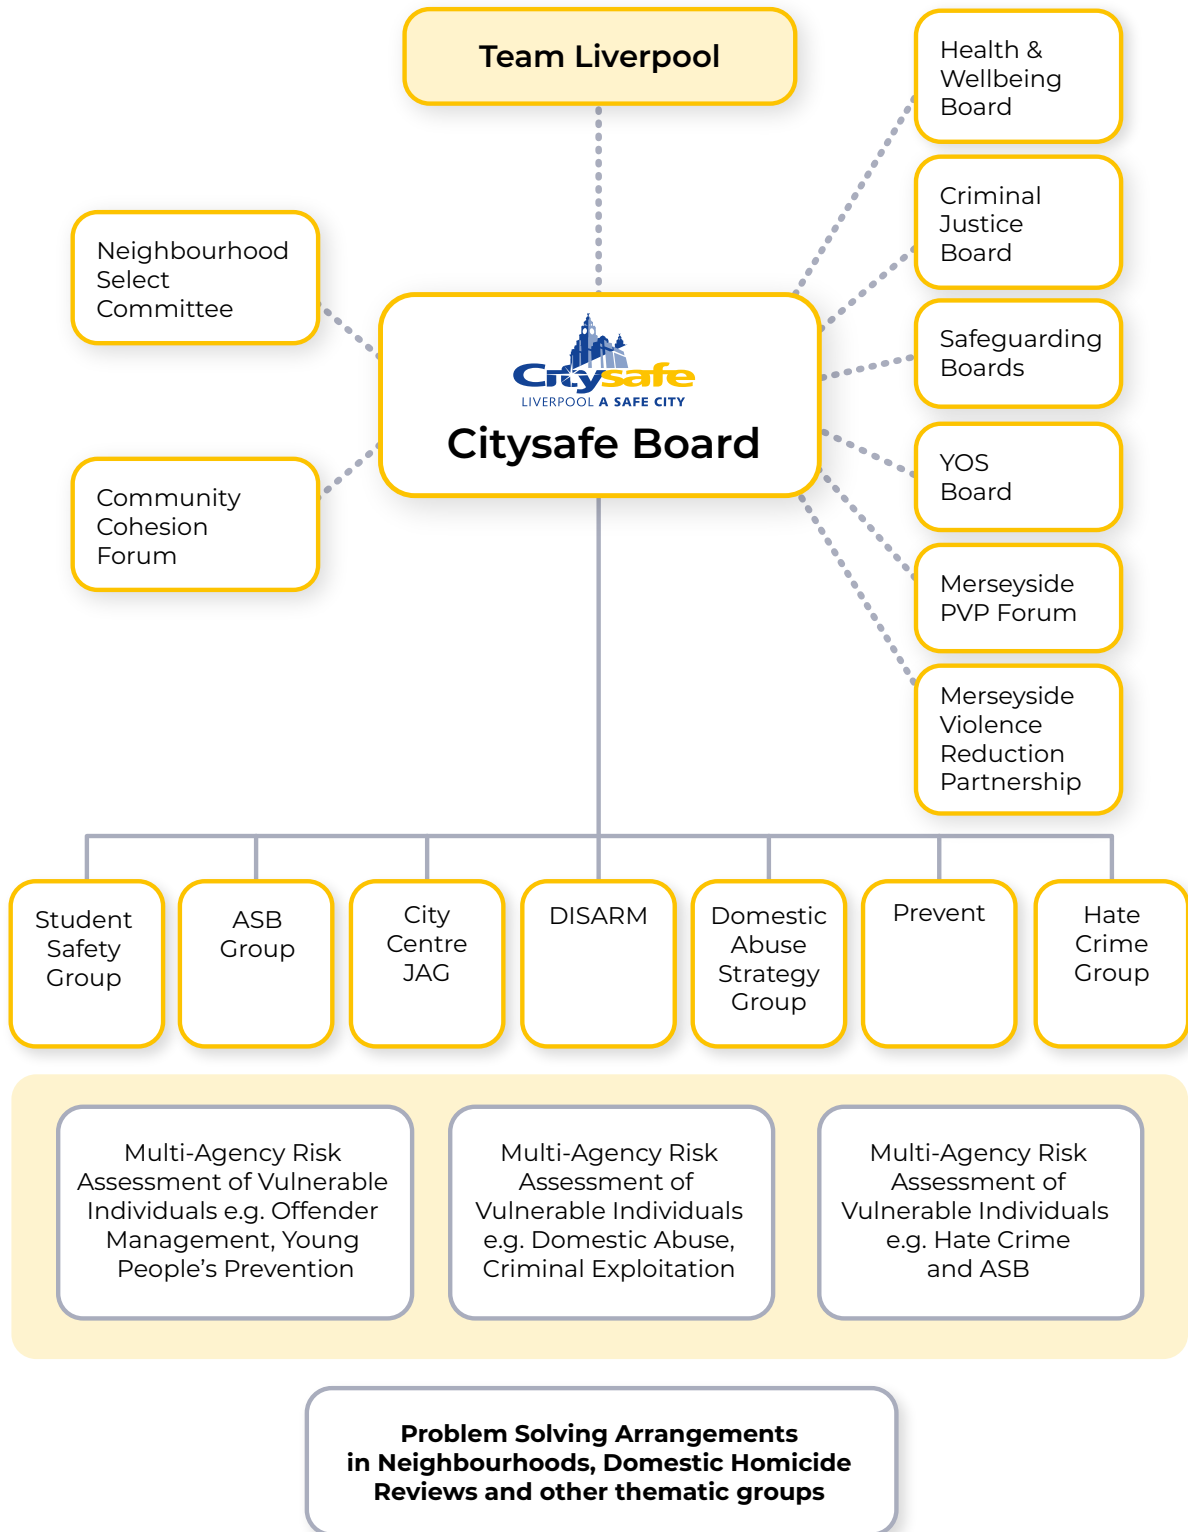 Team Liverpool
Health &
Wellbeing
Board
Criminal
Justice
Board
Neighbourhood
Select
Committee
Safeguarding
Boards
Citysafe
LIVERPOOL A SAFE CITY
Citysafe Board
YOS
Board
Community
Cohesion
Forum
Merseyside
PVP Forum
Merseyside
Violence
Reduction
Partnership
Student
Safety
Group
ASB
Group
City
Centre
JAG
DISARM
Domestic
Abuse
Strategy
Group
Prevent
Hate
Crime
Group
Multi-Agency Risk
Assessment of Vulnerable
Individuals e.g. Offender
Management, Young
People’s Prevention
Multi-Agency Risk
Assessment of
Vulnerable Individuals
e.g. Domestic Abuse,
Criminal Exploitation
Multi-Agency Risk
Assessment of
Vulnerable Individuals
e.g. Hate Crime
and ASB
Problem Solving Arrangements
in Neighbourhoods, Domestic Homicide
Reviews and other thematic groups